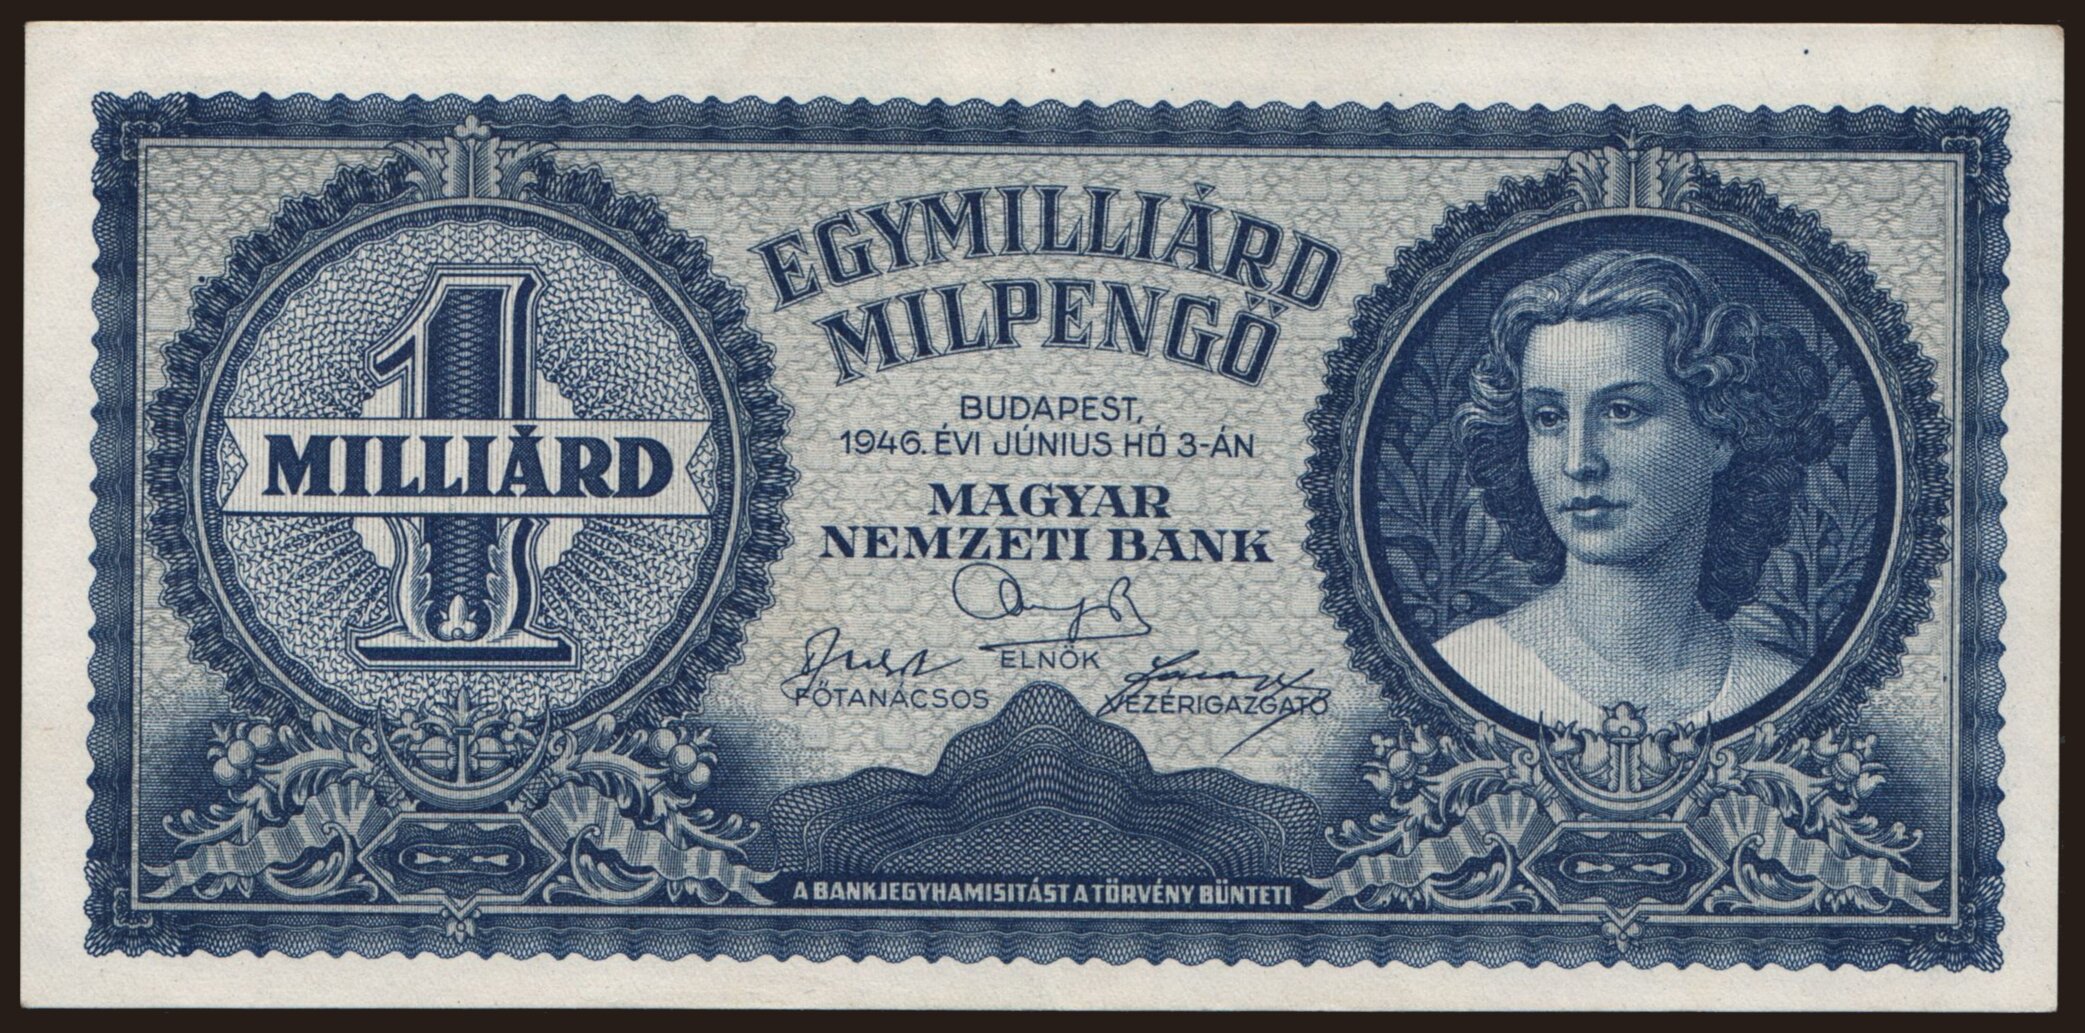 EGYMILLIÁRD
MILPENGŐ
1
MILLIÁRD
BUDAPEST,
1946. ÉVI JÚNIUS HÓ 3-ÁN
MAGYAR
NEMZETI BANK
ELNÖK
FŐTANÁCSOS
VEZÉRIGAZGATÓ
A BANKJEGYHAMISITÁST A TÖRVÉNY BÜNTETI